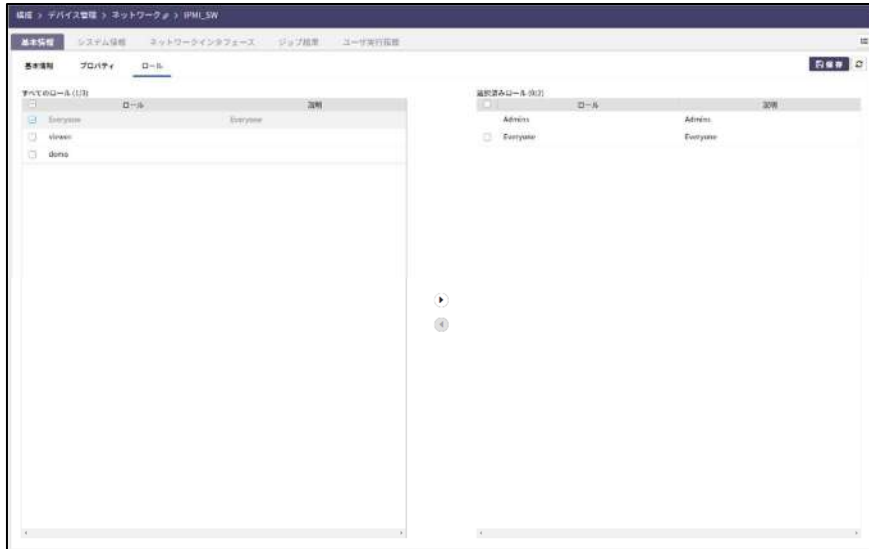 構成 > デバイス管理 > ネットワーク > IPMI_SW
基本情報 システム情報 ネットワークインタフェース ジョブ結果 ユーザ実行履歴
基本情報 プロパティ ロール 保存
すべてのロール (1/3)
ロール 説明
Everyone Everyone
viewer
demo
選択済みロール (0/2)
ロール 説明
Admins Admins
Everyone Everyone